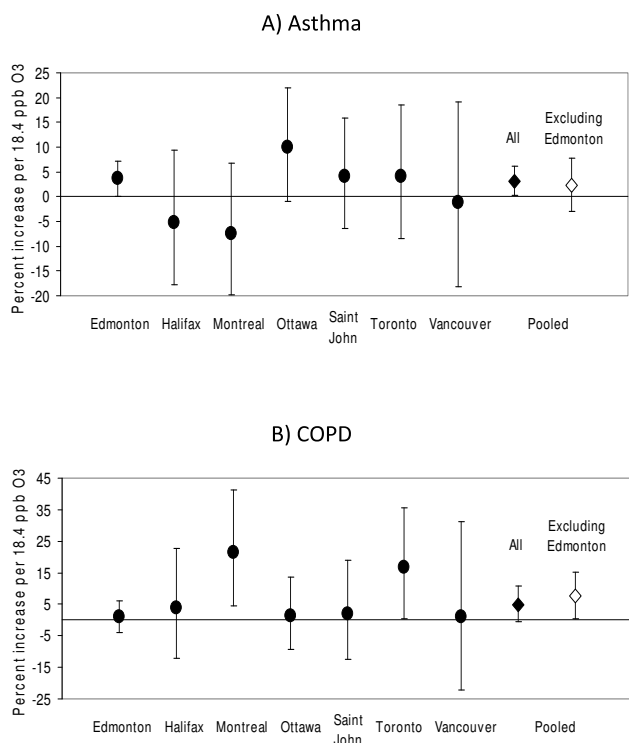 A) Asthma
Percent increase per 18.4 ppb O3
25
20
15
10
5
0
-5
-10
-15
-20
All
Excluding
Edmonton
Edmonton
Halifax
Montreal
Ottawa
Saint
John
Toronto
Vancouver
Pooled
B) COPD
Percent increase per 18.4 ppb O3
45
35
25
15
5
-5
-15
-25
All
Excluding
Edmonton
Edmonton
Halifax
Montreal
Ottawa
Saint
John
Toronto
Vancouver
Pooled